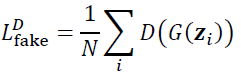 L^D_fake = 1/N ∑_i D(G(z_i))